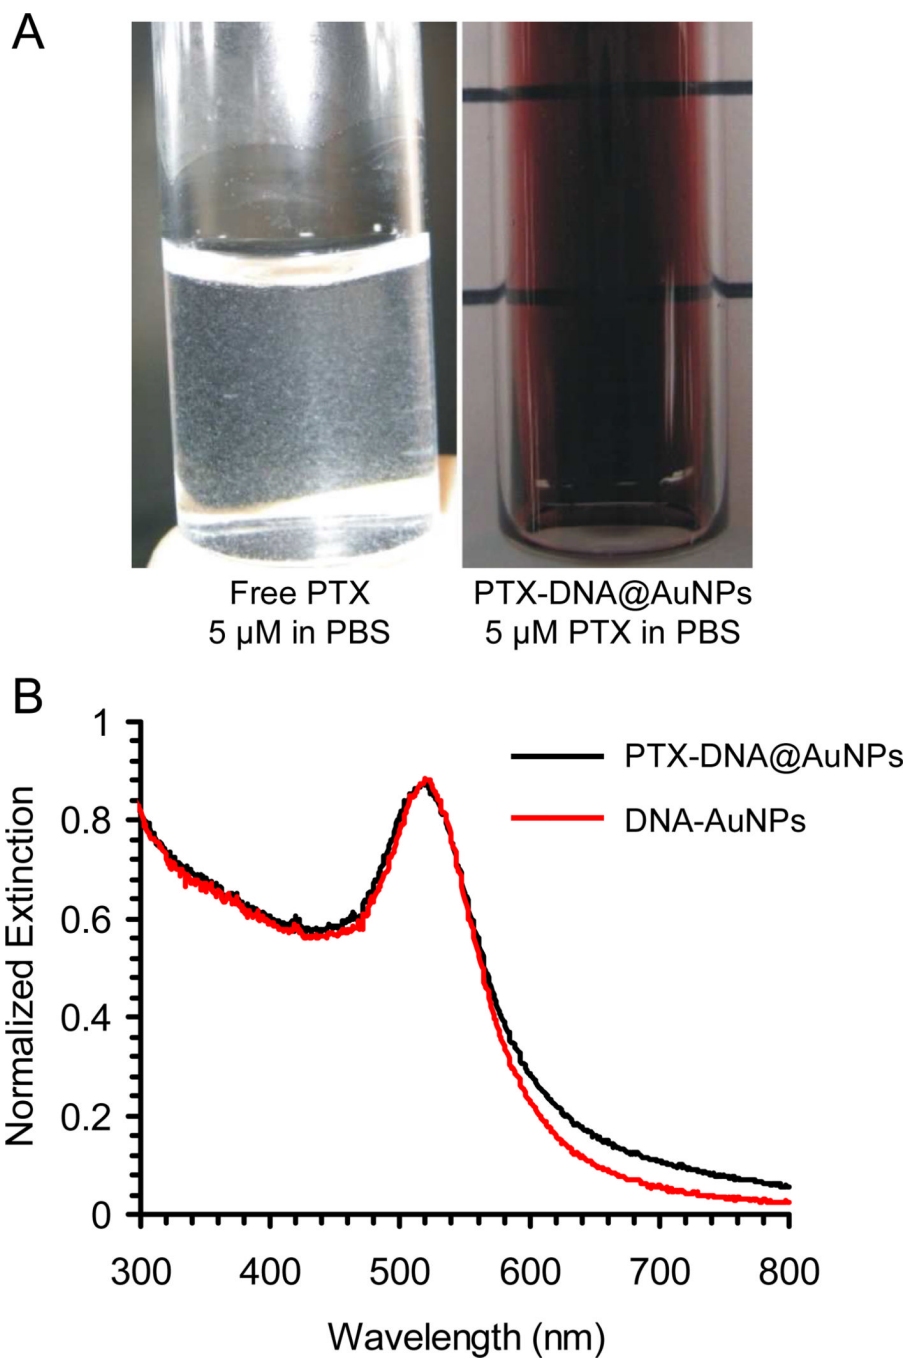 A
Free PTX
5 μM in PBS
PTX-DNA@AuNPs
5 μM PTX in PBS
B
Normalized Extinction
1
0.8
0.6
0.4
0.2
0
PTX-DNA@AuNPs
DNA-AuNPs
300 400 500 600 700 800
Wavelength (nm)